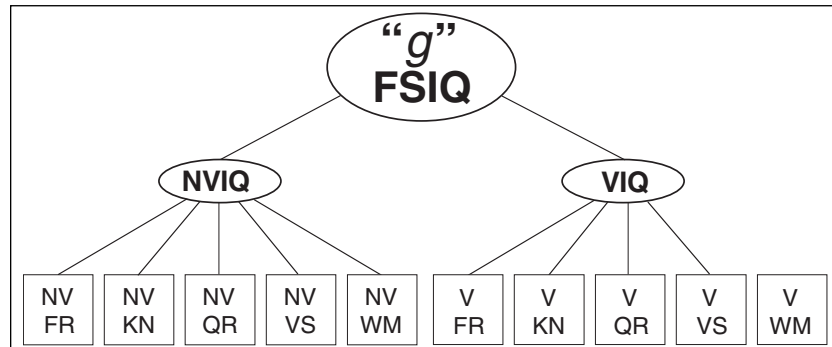 “g”
FSIQ
NVIQ
VIQ
NV NV NV NV NV V V V V V
FR KN QR VS WM FR KN QR VS WM